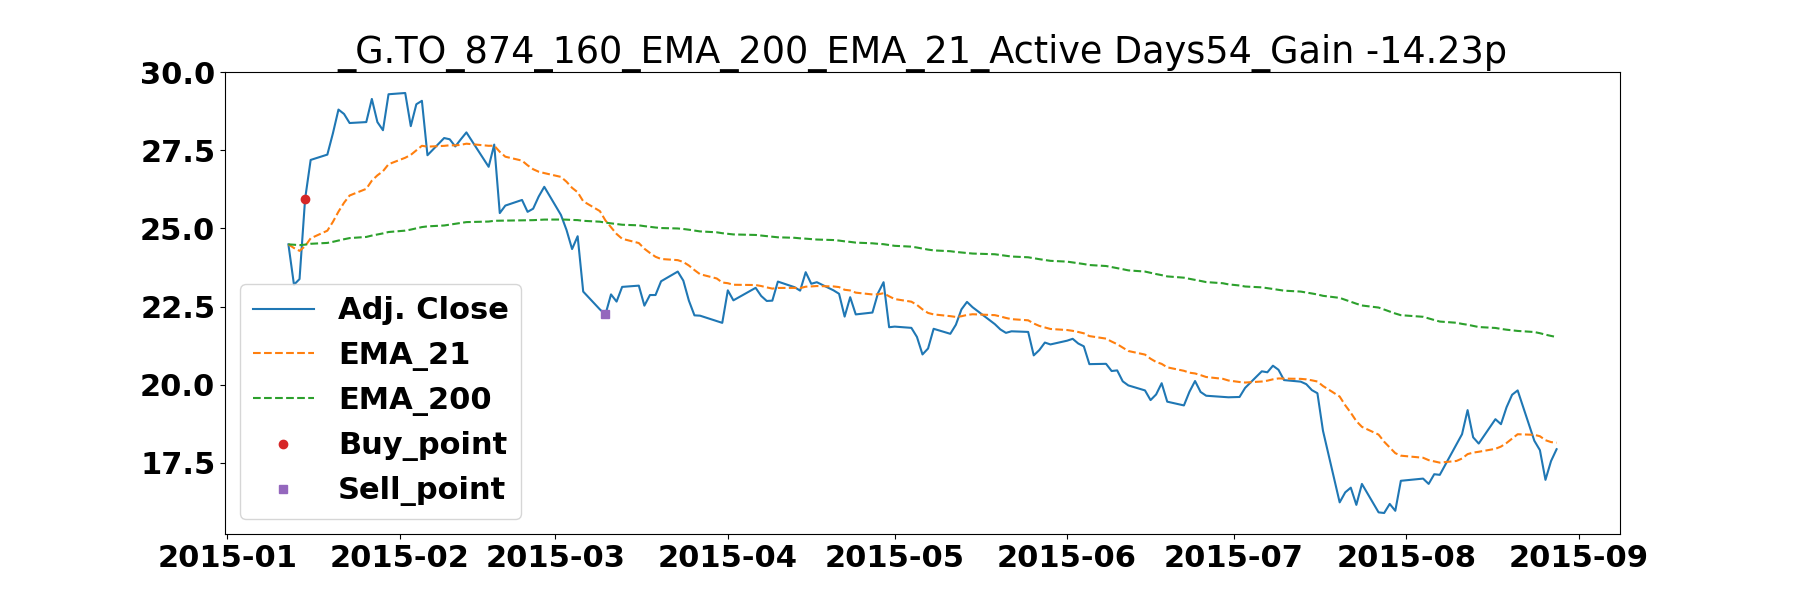 _G.TO_874_160_EMA_200_EMA_21_Active Days54_Gain -14.23p
30.0
27.5
25.0
22.5
20.0
17.5
Adj. Close
EMA_21
EMA_200
Buy_point
Sell_point
2015-01 2015-02 2015-03 2015-04 2015-05 2015-06 2015-07 2015-08 2015-09